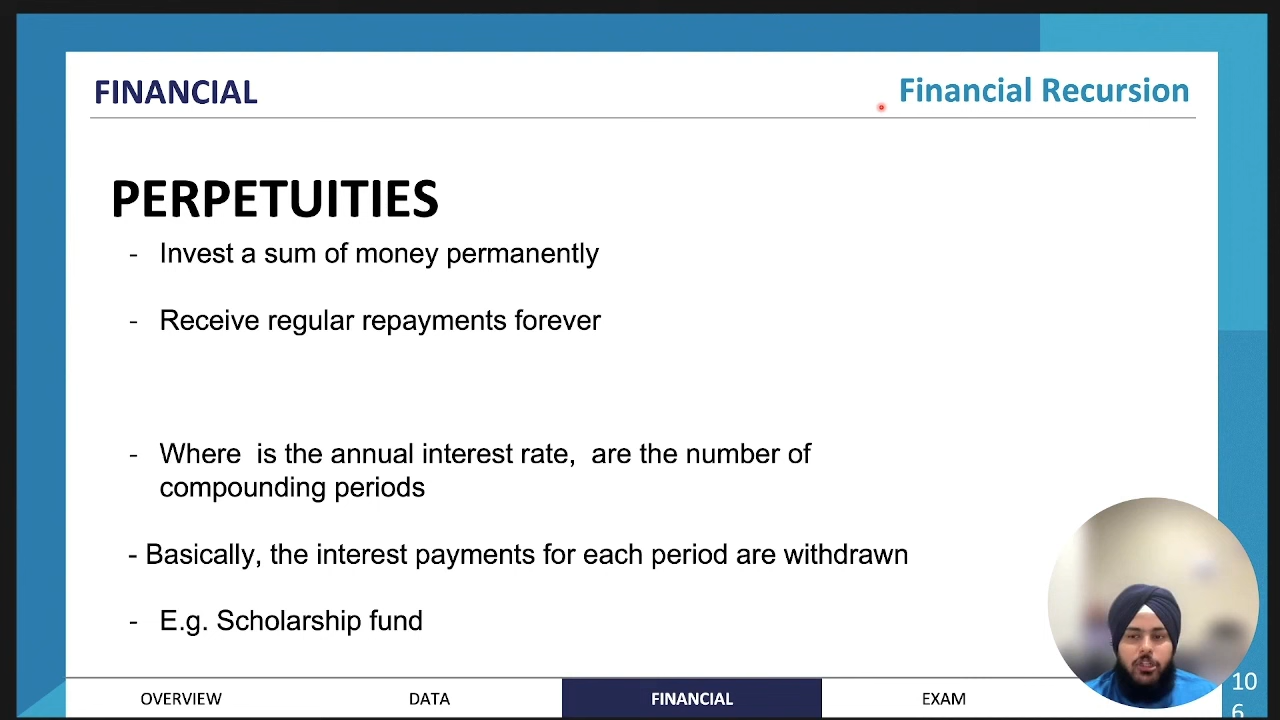 FINANCIAL
Financial Recursion
PERPETUITIES
- Invest a sum of money permanently
- Receive regular repayments forever
- Where  is the annual interest rate,  are the number of
compounding periods
- Basically, the interest payments for each period are withdrawn
- E.g. Scholarship fund
OVERVIEW
DATA
FINANCIAL
EXAM
10
6